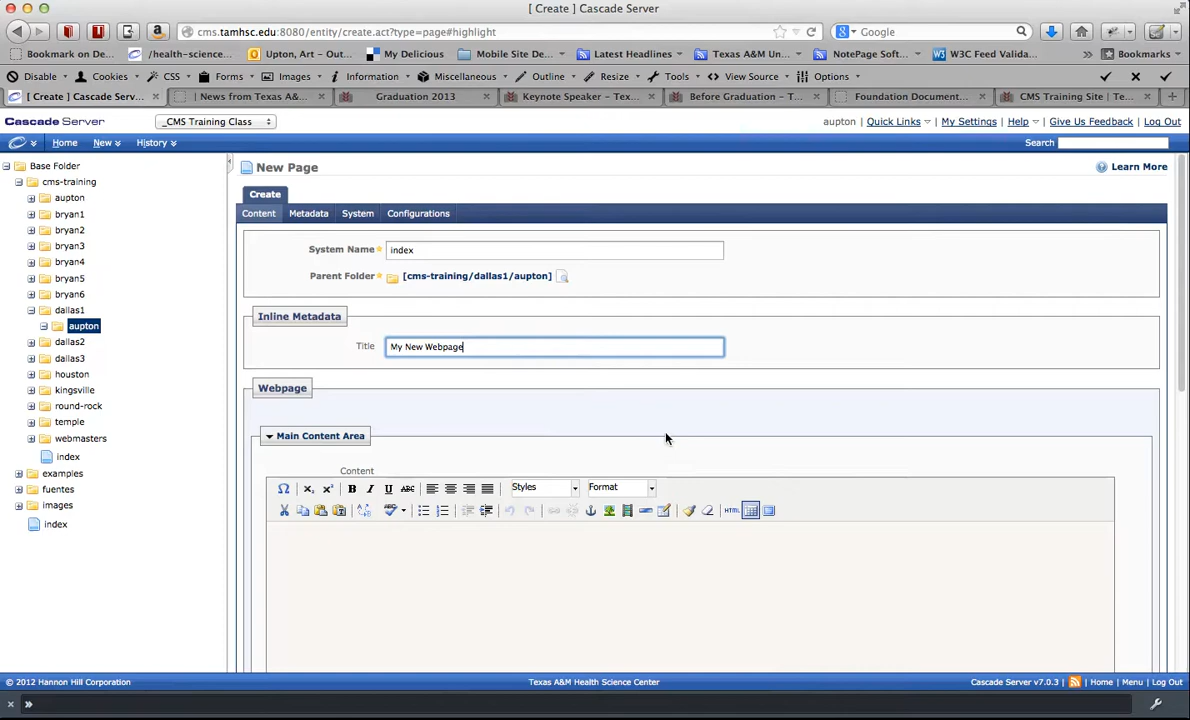 [ Create ] Cascade Server
cms.tamhsc.edu:8080/entity/create.act?type=page#highlight
Google
Bookmark on De...
/health-science...
Upton, Art - Out...
My Delicious
Mobile Site De...
Latest Headlines
Texas A&M Un...
NotePage Soft...
W3C Feed Valida...
»
Bookmarks
Disable
Cookies
CSS
Forms
Images
Information
Miscellaneous
Outline
Resize
Tools
View Source
Options
[ Create ] Cascade Serv...
| News from Texas A&...
Graduation 2013
Keynote Speaker – Tex...
Before Graduation – T...
Foundation Document...
CMS Training Site | Te...
Cascade Server
_CMS Training Class
aupton,
Quick Links
My Settings
Help
Give Us Feedback
Log Out
Home
New
History
Search
Base Folder
cms-training
aupton
bryan1
bryan2
bryan3
bryan4
bryan5
bryan6
dallas1
aupton
dallas2
dallas3
houston
kingsville
round-rock
temple
webmasters
index
examples
fuentes
images
index
New Page
Learn More
Create
Content
Metadata
System
Configurations
System Name
index
Parent Folder
[cms-training/dallas1/aupton]
Inline Metadata
Title
My New Webpage
Webpage
Main Content Area
Content
Styles
Format
HTML
© 2012 Hannon Hill Corporation
Texas A&M Health Science Center
Cascade Server v7.0.3 | | Home | Menu | Log Out
»